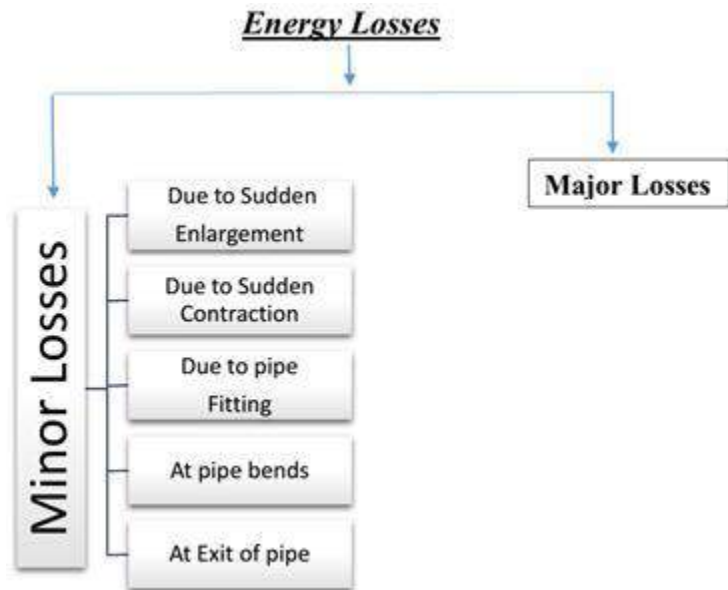 Energy Losses
Major Losses
Minor Losses
Due to Sudden
Enlargement
Due to Sudden
Contraction
Due to pipe
Fitting
At pipe bends
At Exit of pipe